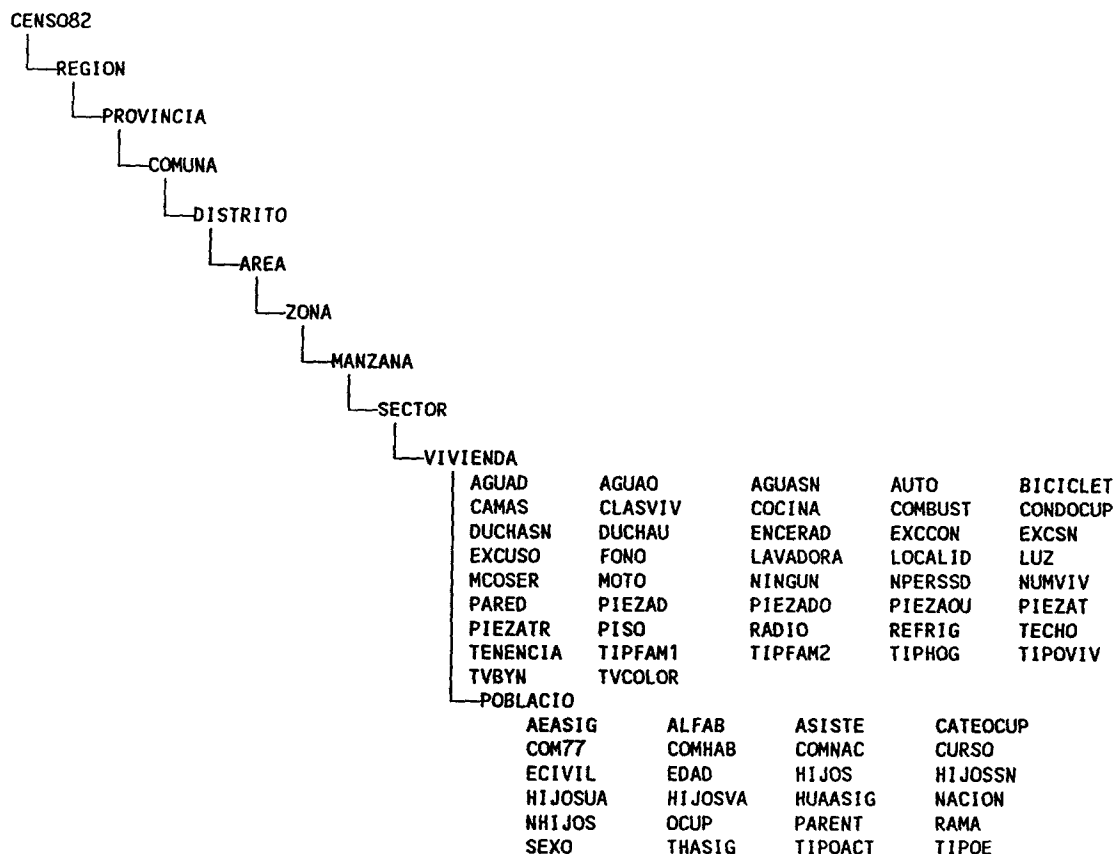 CENSO82
REGION
PROVINCIA
COMUNA
DISTRITO
AREA
ZONA
MANZANA
SECTOR
VIVIENDA
AGUAD AGUAO AGUASN AUTO BICICLET
CAMAS CLASVIV COCINA COMBUST CONDOCUP
DUCHASN DUCHAU ENCERAD EXCCON EXCSN
EXCUSO FONO LAVADORA LOCALID LUZ
MCOSER MOTO NINGUN NPERSSD NUMVIV
PARED PIEZAD PIEZADO PIEZAOU PIEZAT
PIEZATR PISO RADIO REFRIG TECHO
TENENCIA TIPFAM1 TIPFAM2 TIPHOG TIPOVIV
TVBYN TVCOLOR
POBLACIO
AEASIG ALFAB ASISTE CATEOCUP
COM77 COMHAB COMNAC CURSO
ECIVIL EDAD HIJOS HIJOSSN
HIJOSUA HIJOSVA HUAASIG NACION
NHIJOS OCUP PARENT RAMA
SEXO THASIG TIPOACT TIPOE